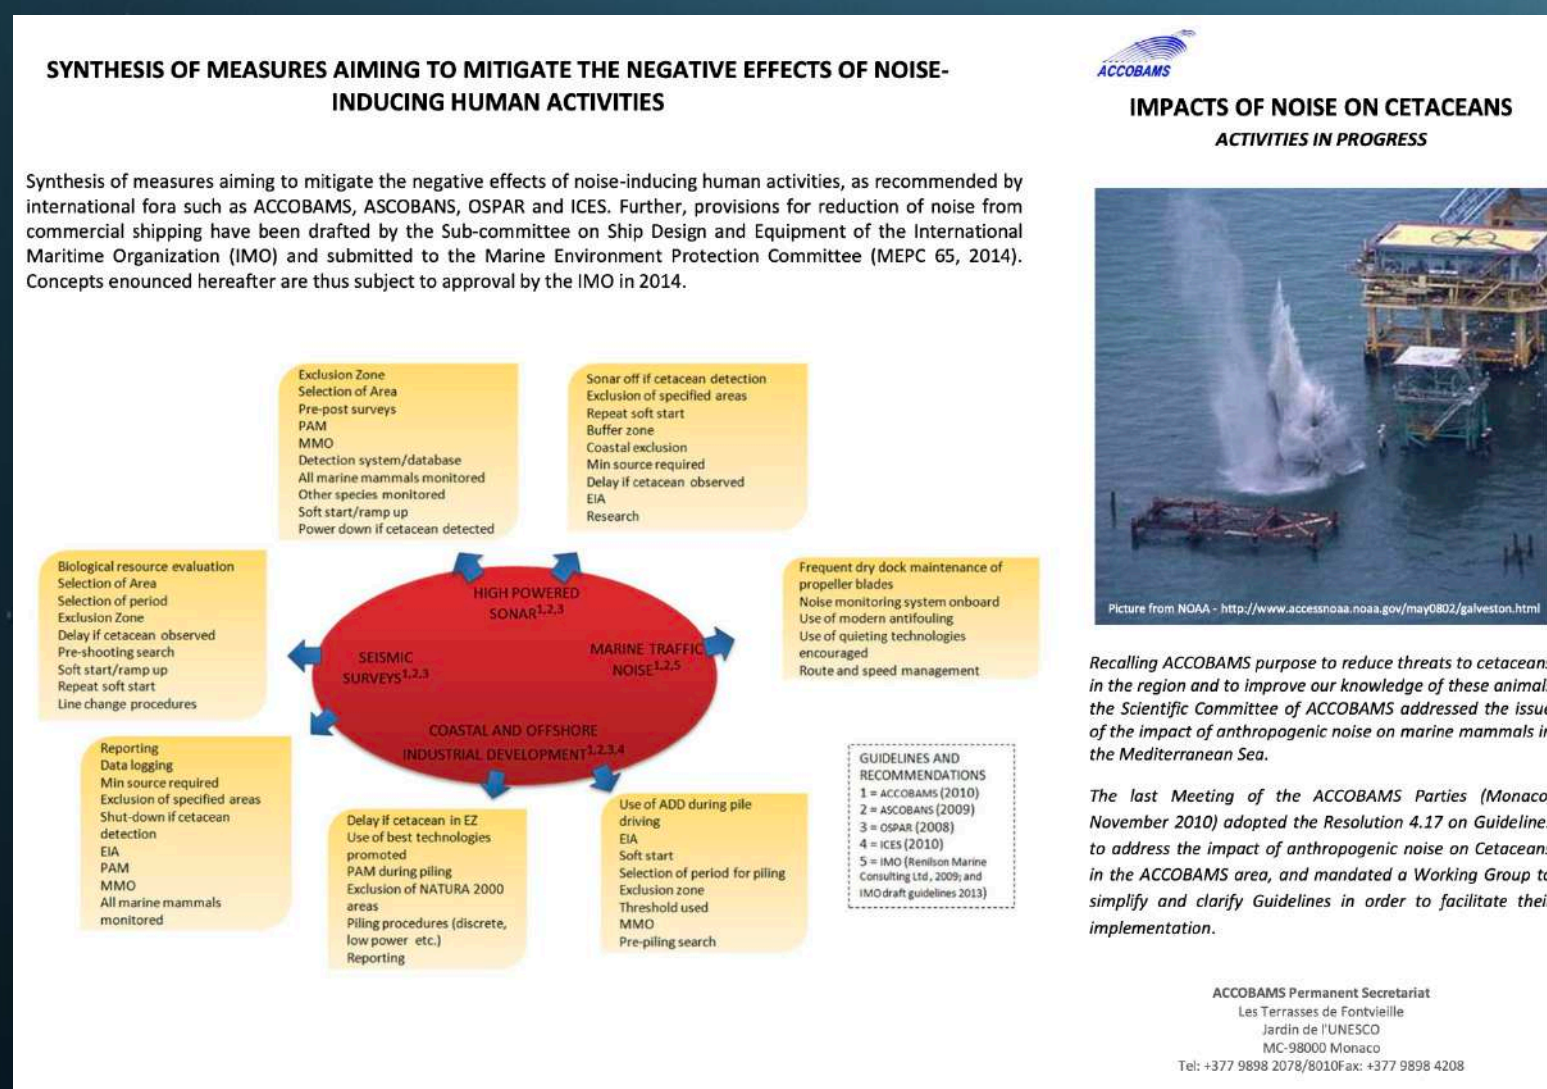 SYNTHESIS OF MEASURES AIMING TO MITIGATE THE NEGATIVE EFFECTS OF NOISE-
INDUCING HUMAN ACTIVITIES
Synthesis of measures aiming to mitigate the negative effects of noise-inducing human activities, as recommended by
international fora such as ACCOBAMS, ASCOBANS, OSPAR and ICES. Further, provisions for reduction of noise from
commercial shipping have been drafted by the Sub-committee on Ship Design and Equipment of the International
Maritime Organization (IMO) and submitted to the Marine Environment Protection Committee (MEPC 65, 2014).
Concepts enounced hereafter are thus subject to approval by the IMO in 2014.
Exclusion Zone
Selection of Area
Pre-post surveys
PAM
MMO
Detection system/database
All marine mammals monitored
Other species monitored
Soft start/ramp up
Power down if cetacean detected
Sonar off if cetacean detection
Exclusion of specified areas
Repeat soft start
Buffer zone
Coastal exclusion
Min source required
Delay if cetacean observed
EIA
Research
Biological resource evaluation
Selection of Area
Selection of period
Exclusion Zone
Delay if cetacean observed
Pre-shooting search
Soft start/ramp up
Repeat soft start
Line change procedures
HIGH POWERED
SONAR1,2,3
SEISMIC
SURVEYS1,2,3
MARINE TRAFFIC
NOISE1,2,5
COASTAL AND OFFSHORE
INDUSTRIAL DEVELOPMENT1,2,3,4
Frequent dry dock maintenance of
propeller blades
Noise monitoring system onboard
Use of modern antifouling
Use of quieting technologies
encouraged
Route and speed management
Reporting
Data logging
Min source required
Exclusion of specified areas
Shut-down if cetacean
detection
EIA
PAM
MMO
All marine mammals
monitored
Delay if cetacean in EZ
Use of best technologies
promoted
PAM during piling
Exclusion of NATURA 2000
areas
Piling procedures (discrete,
low power etc.)
Reporting
Use of ADD during pile
driving
EIA
Soft start
Selection of period for piling
Exclusion zone
Threshold used
MMO
Pre-piling search
GUIDELINES AND
RECOMMENDATIONS
1 = ACCOBAMS (2010)
2 = ASCOBANS (2009)
3 = OSPAR (2008)
4 = ICES (2010)
5 = IMO (Renilson Marine
Consulting Ltd, 2009; and
IMO draft guidelines 2013)
ACCOBAMS
IMPACTS OF NOISE ON CETACEANS
ACTIVITIES IN PROGRESS
Picture from NOAA - http://www.accessnoaa.noaa.gov/may0802/galveston.html
Recalling ACCOBAMS purpose to reduce threats to cetaceans
in the region and to improve our knowledge of these animals
the Scientific Committee of ACCOBAMS addressed the issue
of the impact of anthropogenic noise on marine mammals in
the Mediterranean Sea.
The last Meeting of the ACCOBAMS Parties (Monaco
November 2010) adopted the Resolution 4.17 on Guidelines
to address the impact of anthropogenic noise on Cetaceans
in the ACCOBAMS area, and mandated a Working Group to
simplify and clarify Guidelines in order to facilitate their
implementation.
ACCOBAMS Permanent Secretariat
Les Terrasses de Fontvieille
Jardin de l'UNESCO
MC-98000 Monaco
Tel: +377 9898 2078/8010Fax: +377 9898 4208